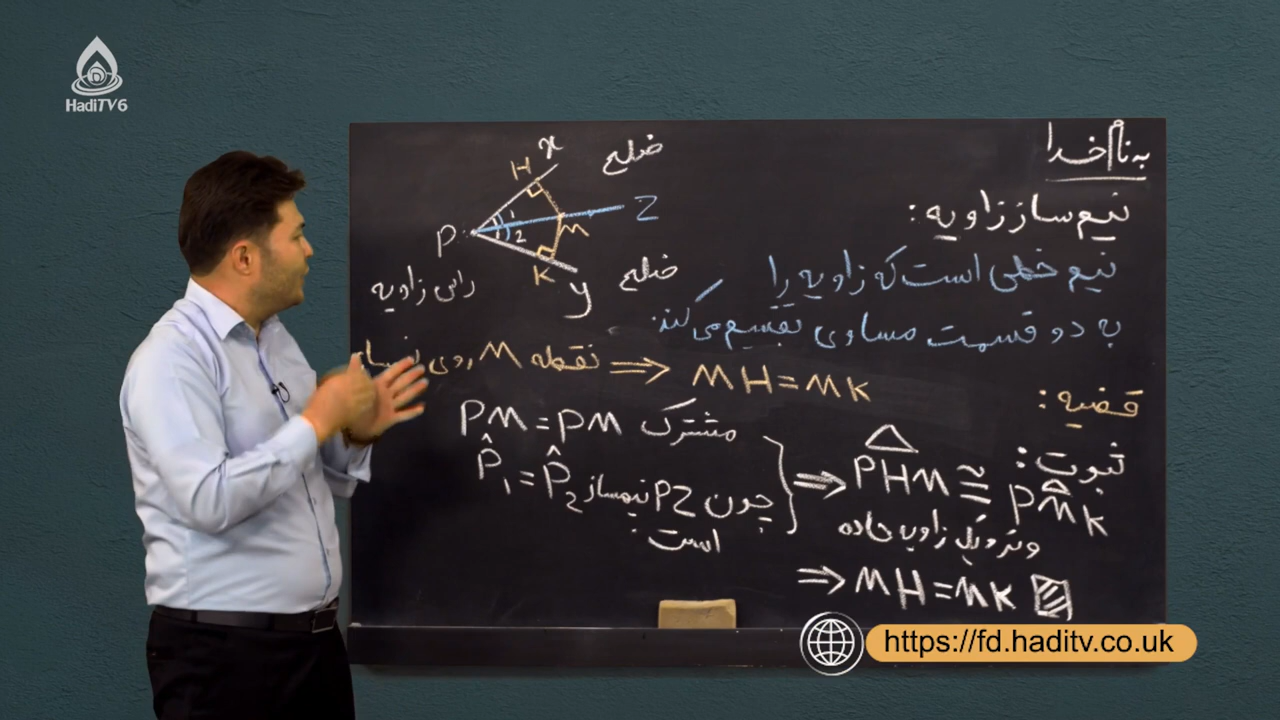 HadiTV6
به نام خدا
نیم ساز زاویه:
نیم خطی است که زاویه را
به دو قسمت مساوی تقسیم می کند.
ضلع
x
H
Z
P
1
2
M
K
y
ضلع
راس زاویه
قضیه:
نقطه M روی ⇒ MH=MK
ثبوت:
PM=PM مشترک
P̂1=P̂2 چون PZ نیمساز است
⇒ PHM ≅ PMK
وتر و یک زاویه حاده
⇒ MH=MK
https://fd.haditv.co.uk